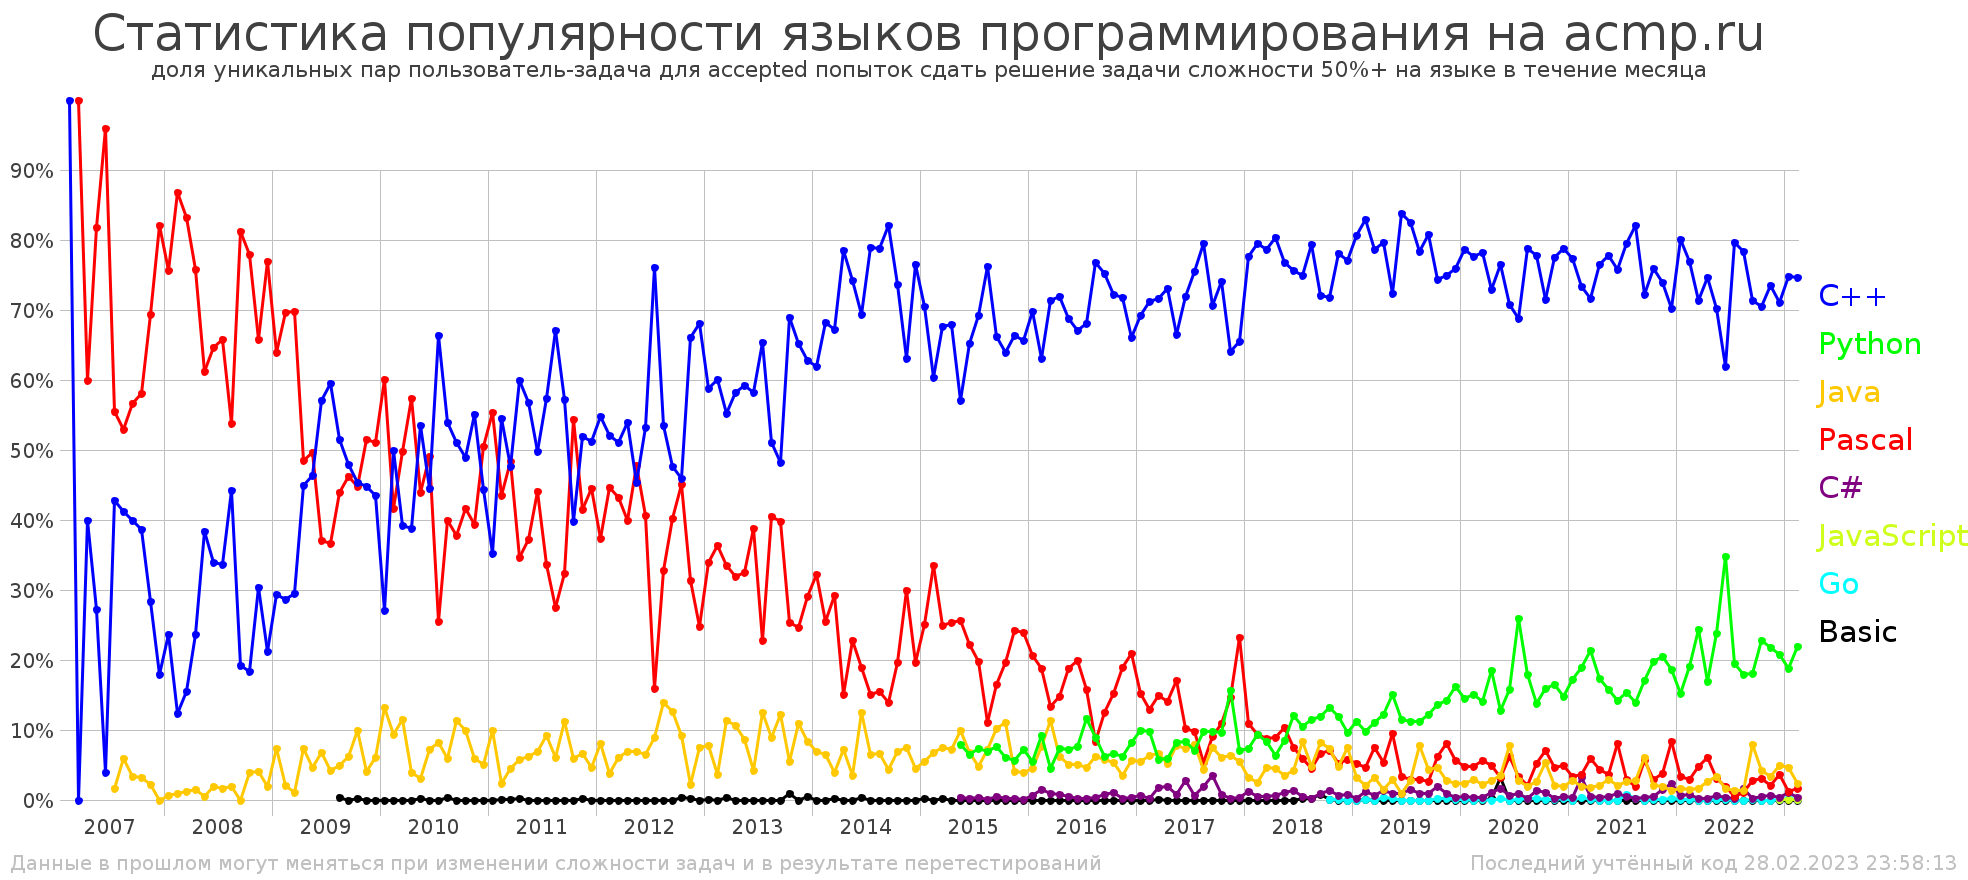 Статистика популярности языков программирования на acmp.ru
доля уникальных пар пользователь-задача для accepted попыток сдать решение задачи сложности 50%+ на языке в течение месяца
90%
80%
70%
60%
50%
40%
30%
20%
10%
0%
C++
Python
Java
Pascal
C#
JavaScript
Go
Basic
2007 2008 2009 2010 2011 2012 2013 2014 2015 2016 2017 2018 2019 2020 2021 2022
Данные в прошлом могут меняться при изменении сложности задач и в результате перетестирований
Последний учтённый код 28.02.2023 23:58:13